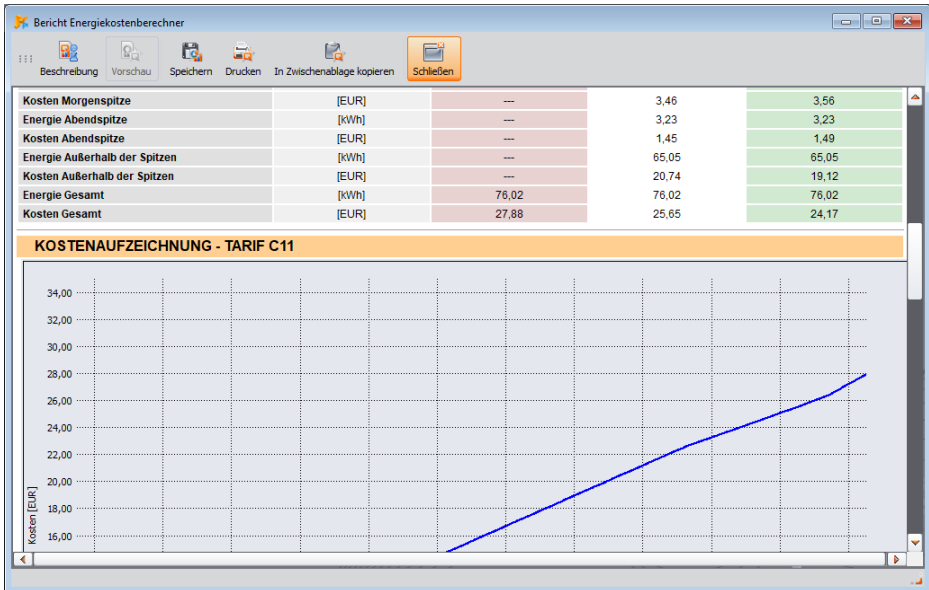 Bericht Energiekostenberechner
Beschreibung Vorschau Speichern Drucken In Zwischenablage kopieren Schließen
Kosten Morgenspitze [EUR] --- 3,46 3,56
Energie Abendspitze [kWh] --- 3,23 3,23
Kosten Abendspitze [EUR] --- 1,45 1,49
Energie Außerhalb der Spitzen [kWh] --- 65,05 65,05
Kosten Außerhalb der Spitzen [EUR] --- 20,74 19,12
Energie Gesamt [kWh] 76,02 76,02 76,02
Kosten Gesamt [EUR] 27,88 25,65 24,17
KOSTENAUFZEICHNUNG - TARIF C11
34,00
32,00
30,00
28,00
26,00
24,00
22,00
20,00
18,00
16,00
Kosten [EUR]